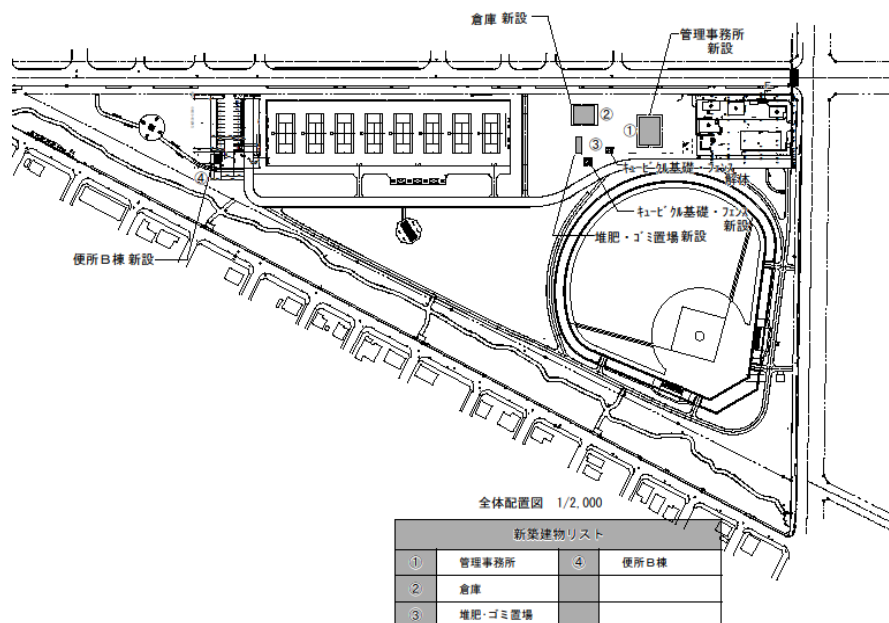 倉庫 新設
管理事務所
新設
②
①
③
キュービクル基礎・フェンス
解体
④
キュービクル基礎・フェンス
新設
堆肥・ゴミ置場 新設
便所B棟 新設
全体配置図 1/2,000
新築建物リスト
① 管理事務所 ④ 便所B棟
② 倉庫
③ 堆肥・ゴミ置場